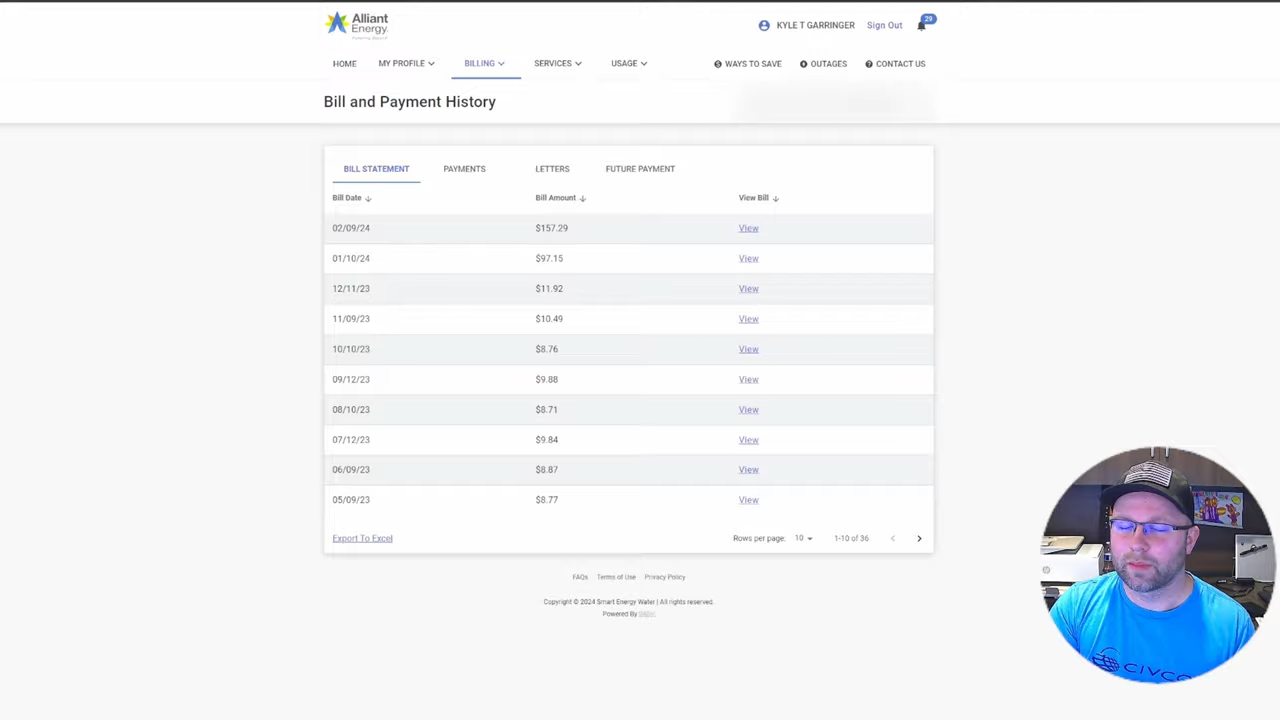 Alliant
Energy
KYLE T GARRINGER Sign Out 29
HOME MY PROFILE BILLING SERVICES USAGE WAYS TO SAVE OUTAGES CONTACT US
Bill and Payment History
BILL STATEMENT PAYMENTS LETTERS FUTURE PAYMENT
Bill Date Bill Amount View Bill
02/09/24 $157.29 View
01/10/24 $97.15 View
12/11/23 $11.92 View
11/09/23 $10.49 View
10/10/23 $8.76 View
09/12/23 $9.88 View
08/10/23 $8.71 View
07/12/23 $9.84 View
06/09/23 $8.87 View
05/09/23 $8.77 View
Export To Excel Rows per page: 10 1-10 of 36
FAQs Terms of Use Privacy Policy
Copyright © 2024 Smart Energy Water | All rights reserved.
Powered By
CIVCO